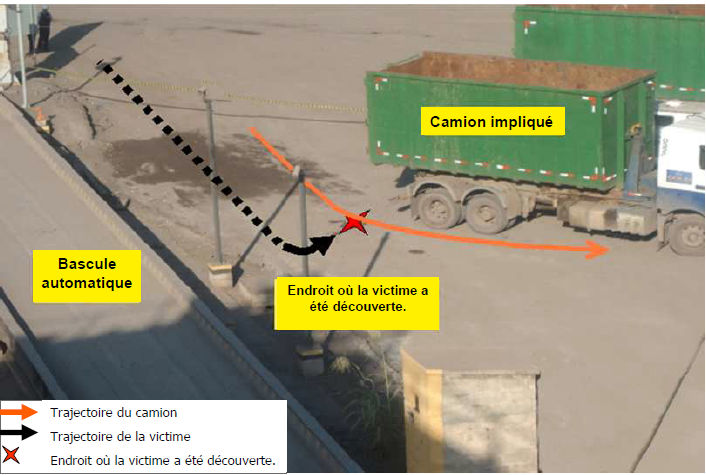 Camion impliqué
Bascule
automatique
Endroit où la victime a
été découverte.
Trajectoire du camion
Trajectoire de la victime
Endroit où la victime a été découverte.